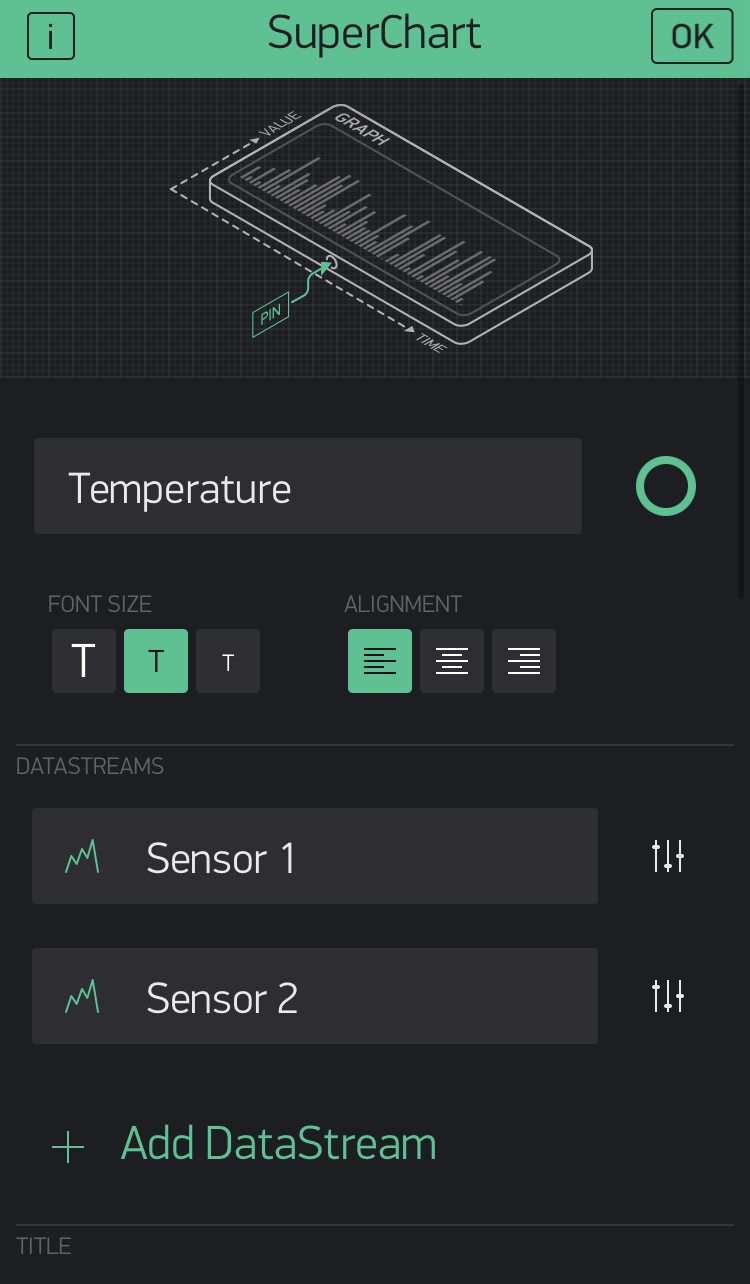 i
SuperChart
OK
VALUE
GRAPH
PIN
TIME
Temperature
FONT SIZE
ALIGNMENT
T
T
T
DATASTREAMS
Sensor 1
Sensor 2
+ Add DataStream
TITLE